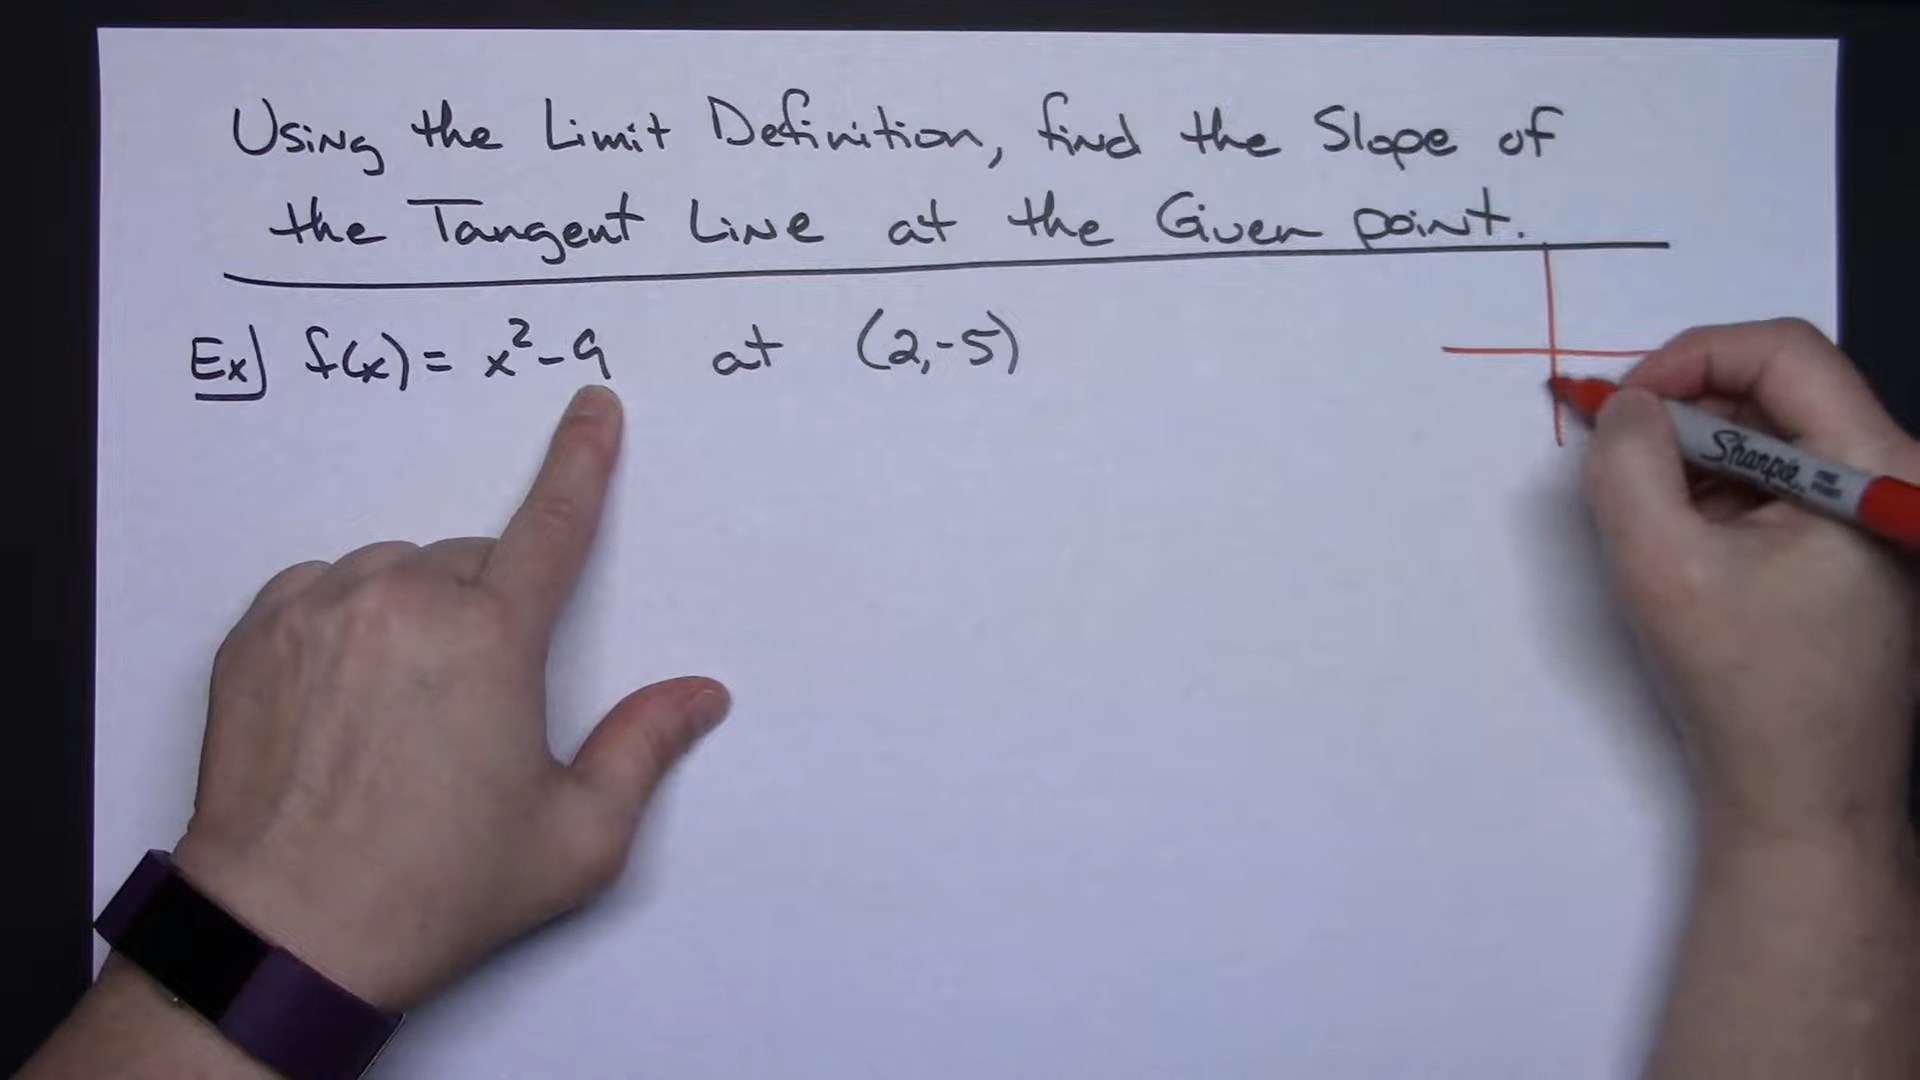 Using the Limit Definition, find the Slope of
the Tangent Line at the Given point.
Ex] f(x) = x²-9 at (2,-5)
Sharpie